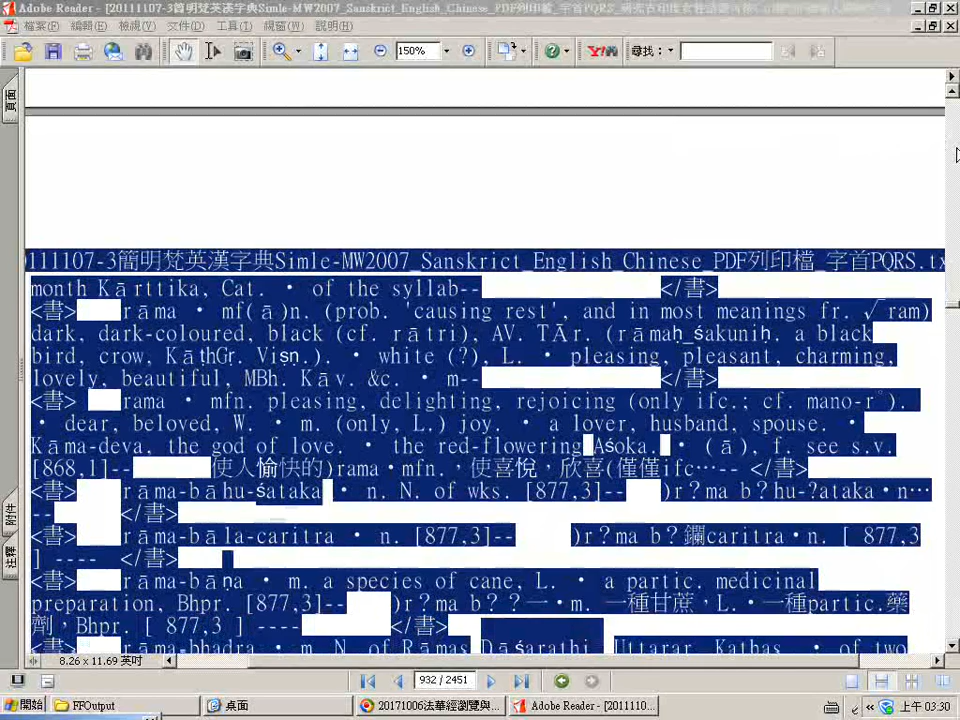 Adobe Reader - [20111107-3簡明梵英漢字典Simle-MW2007_Sanskrict_English_Chinese_PDF列印檔_字首PQRS_
檔案(F) 編輯(E) 檢視(V) 文件(D) 工具(T) 視窗(W) 說明(H)
150% 尋找:
頁面
111107-3簡明梵英漢字典Simle-MW2007_Sanskrict_English_Chinese_PDF列印檔_字首PQRS.tx
month Kārttika, Cat. • of the syllab-- </書>
<書> rāma • mf(ā)n. (prob. 'causing rest', and in most meanings fr. √ ram)
dark, dark-coloured, black (cf. rātri), AV. TĀr. (rāmaḥ_śakuniḥ. a black
bird, crow, KāṭhGr. Viṣṇ.). • white (?), L. • pleasing, pleasant, charming,
lovely, beautiful, MBh. Kāv. &c. • m-- </書>
<書> rama • mfn. pleasing, delighting, rejoicing (only ifc.; cf. mano-r°).
• dear, beloved, W. • m. (only, L.) joy. • a lover, husband, spouse. •
Kāma-deva, the god of love. • the red-flowering Aśoka. • (ā), f. see s.v.
[868,1]-- 使人愉快的)rama•mfn.，使喜悅，欣喜(僅僅ifc…-- </書>
<書> rāma-bāhu-śataka • n. N. of wks. [877,3]-- )r？ma b？hu-?ataka•n…
-- </書>
<書> rāma-bāla-caritra • n. [877,3]-- )r？ma b？鑭caritra•n. [ 877,3
] ---- </書>
<書> rāma-bāṇa • m. a species of cane, L. • a partic. medicinal
preparation, Bhpr. [877,3]-- )r？ma b？？一•m. 一種甘蔗，L.•一種partic.藥
劑，Bhpr. [ 877,3 ] ---- </書>
<書> rāma-bhadra • m. N. of Rāmas Dāśarathi Uttarar. Kathas. • of two
附件
注釋
8.26 x 11.69 英吋
932 / 2451
開始 FFOutput 桌面 20171006法華經瀏覽與... Adobe Reader - [2011110... 上午 03:30